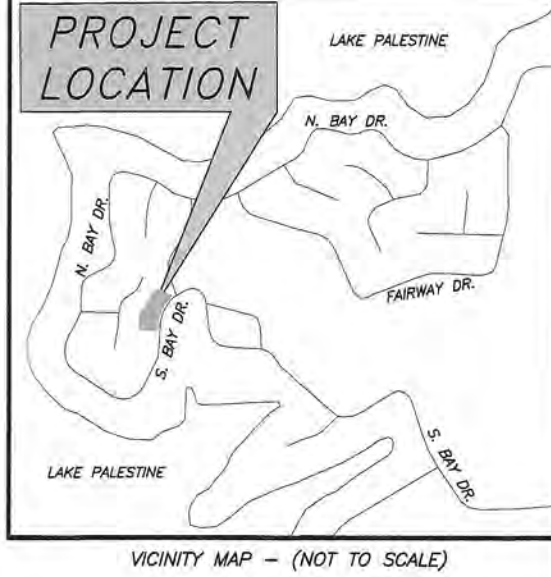 PROJECT
LOCATION
LAKE PALESTINE
N. BAY DR.
N. BAY DR.
FAIRWAY DR.
S. BAY DR.
S. BAY DR.
LAKE PALESTINE
VICINITY MAP - (NOT TO SCALE)